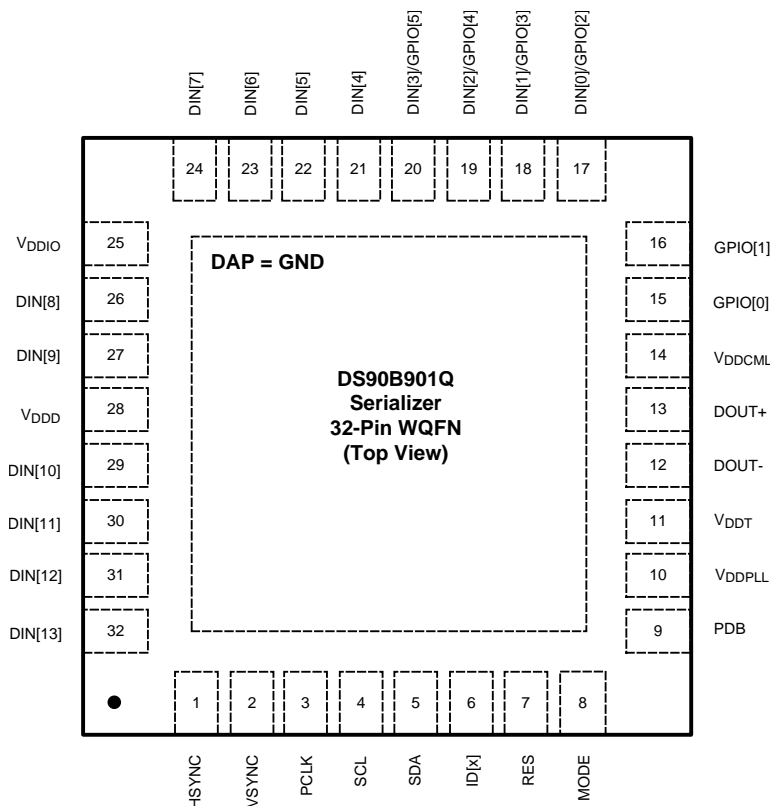 DIN[7]
DIN[6]
DIN[5]
DIN[4]
DIN[3]/GPIO[5]
DIN[2]/GPIO[4]
DIN[1]/GPIO[3]
DIN[0]/GPIO[2]
24 23 22 21 20 19 18 17
VDDIO 25
DIN[8] 26
DIN[9] 27
VDDD 28
DIN[10] 29
DIN[11] 30
DIN[12] 31
DIN[13] 32
DAP = GND
DS90B901Q
Serializer
32-Pin WQFN
(Top View)
16 GPIO[1]
15 GPIO[0]
14 VDDCML
13 DOUT+
12 DOUT-
11 VDDT
10 VDDPLL
9 PDB
1 2 3 4 5 6 7 8
HSYNC
VSYNC
PCLK
SCL
SDA
ID[x]
RES
MODE